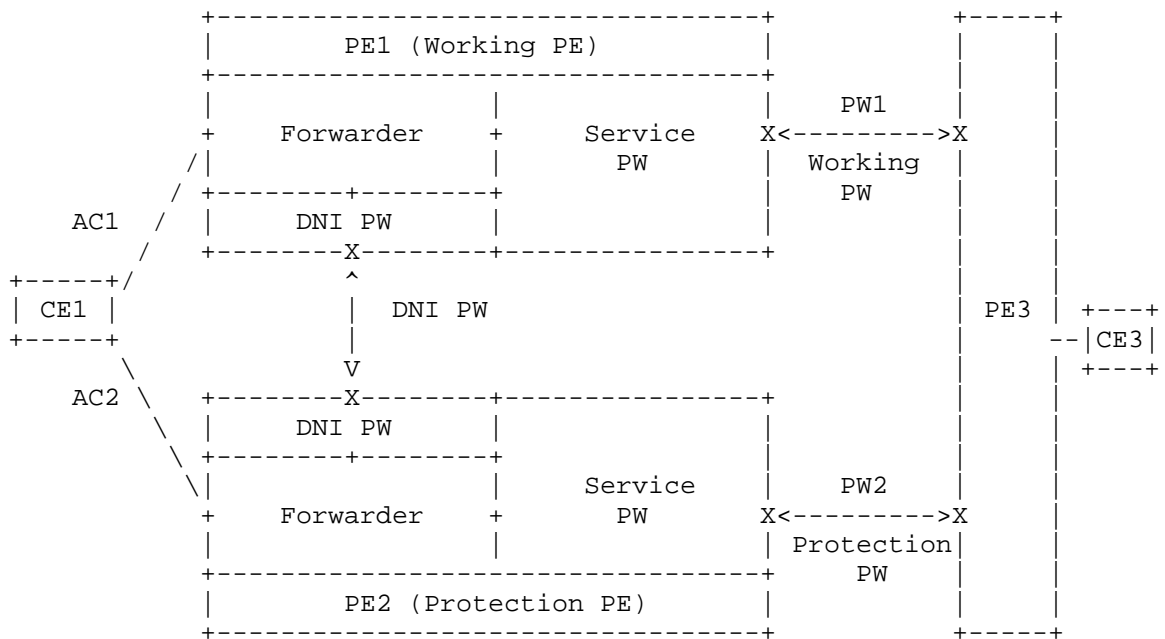 PE1 (Working PE)
PW1
Forwarder Service
PW Working
PW
AC1 DNI PW
CE1 DNI PW PE3
CE3
AC2
DNI PW
Service PW2
Forwarder PW
Protection
PW
PE2 (Protection PE)